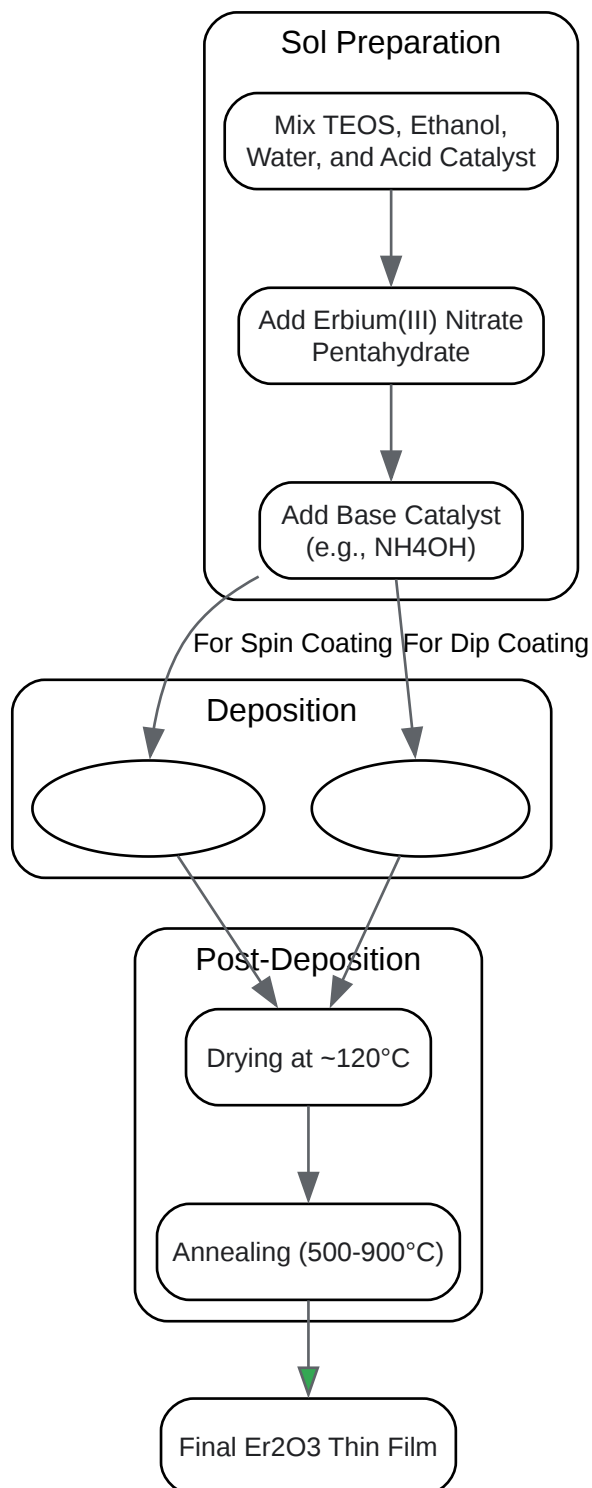 Sol Preparation
Mix TEOS, Ethanol,
Water, and Acid Catalyst
Add Erbium(III) Nitrate
Pentahydrate
Add Base Catalyst
(e.g., NH4OH)
For Spin Coating
For Dip Coating
Deposition
Post-Deposition
Drying at ~120°C
Annealing (500-900°C)
Final Er2O3 Thin Film